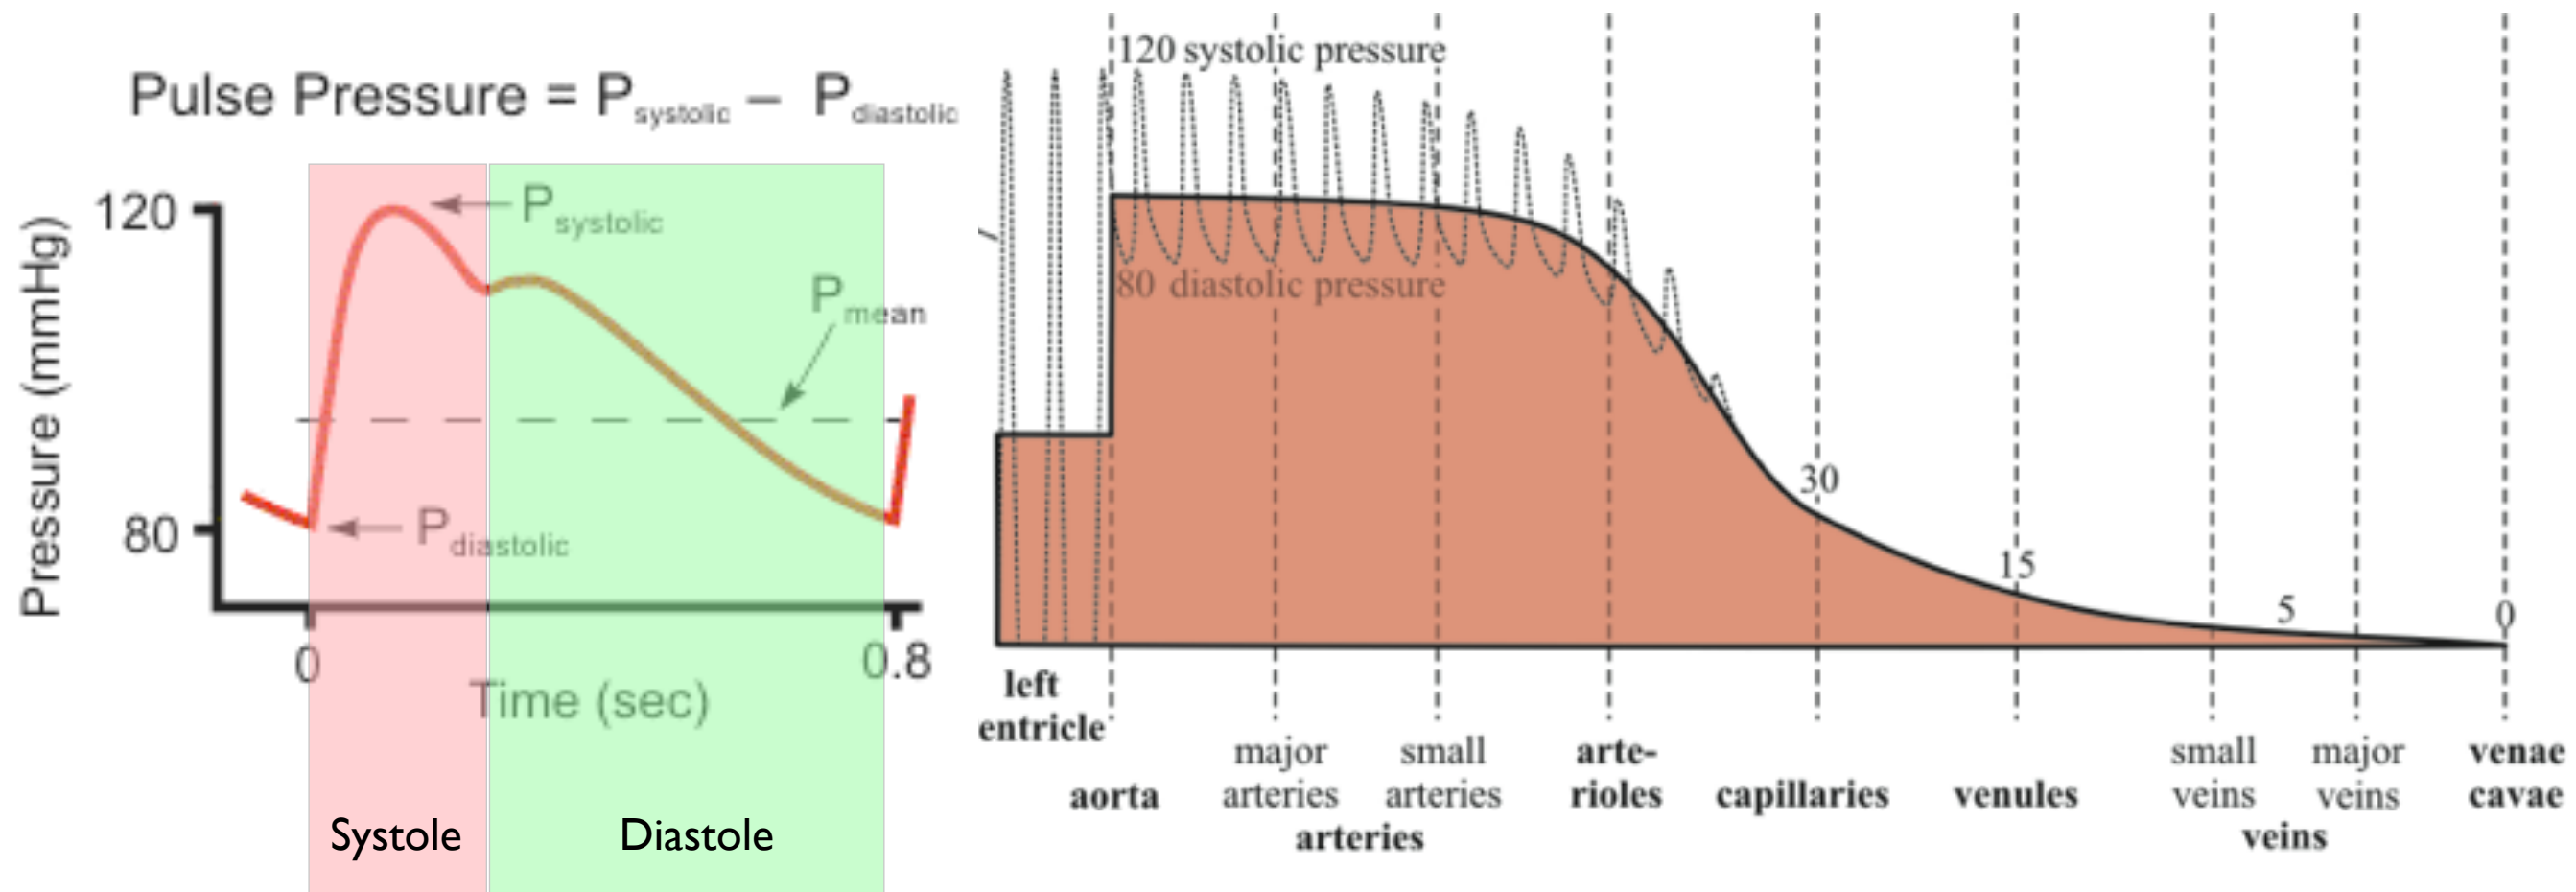 Pulse Pressure = Psystolic – Pdiastolic
120
Psystolic
Pmean
Pressure (mmHg)
80
Pdiastolic
0
0.8
Time (sec)
Systole
Diastole
120 systolic pressure
80 diastolic pressure
30
15
5
0
left
entricle
aorta
major
arteries
small
arteries
arteries
arte-
rioles
capillaries
venules
small
veins
major
veins
veins
venae
cavae